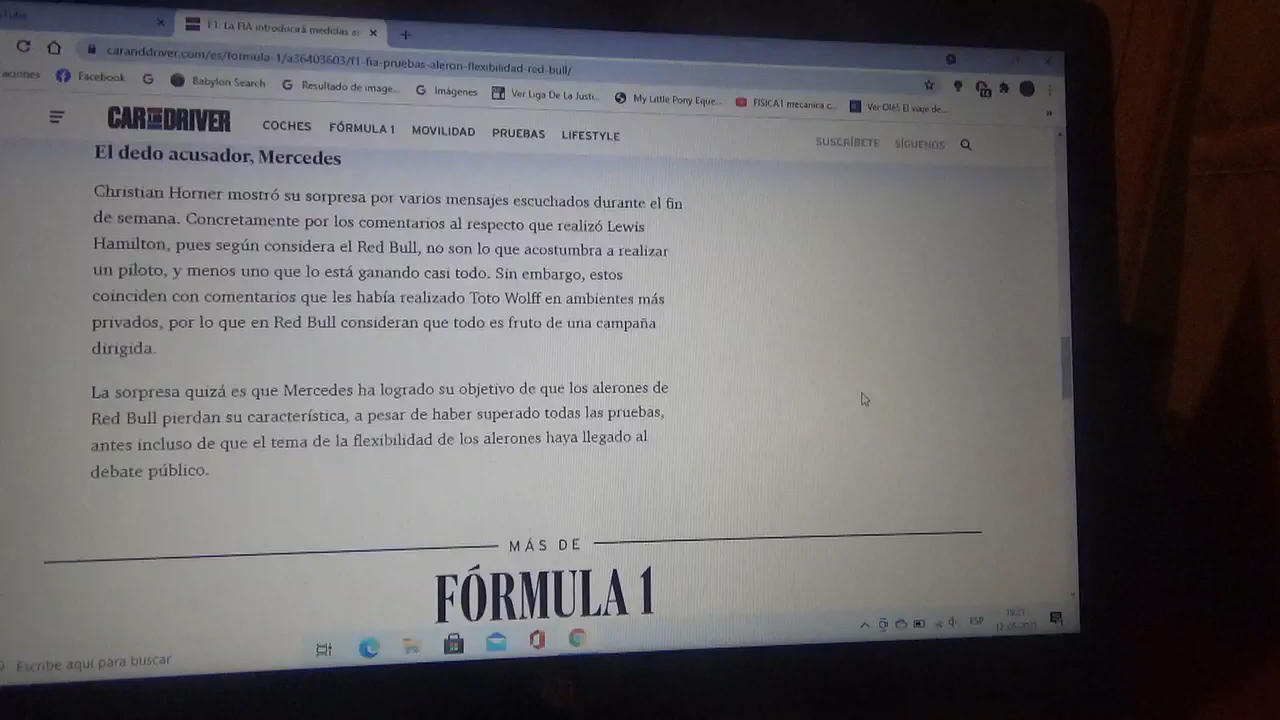 F1: La FIA introducirá medidas
caranddriver.com/es/formula-1/a36403603/f1-fia-pruebas-aleron-flexibilidad-red-bull/
aciones Facebook Babylon Search Resultado de image... Imágenes Ver Liga De La Justi... My Little Pony Eque... FISICA1 mecanica c... Ver Olé! El viaje de...
CAR AND DRIVER COCHES FÓRMULA 1 MOVILIDAD PRUEBAS LIFESTYLE SUSCRÍBETE SÍGUENOS
El dedo acusador, Mercedes
Christian Horner mostró su sorpresa por varios mensajes escuchados durante el fin
de semana. Concretamente por los comentarios al respecto que realizó Lewis
Hamilton, pues según considera el Red Bull, no son lo que acostumbra a realizar
un piloto, y menos uno que lo está ganando casi todo. Sin embargo, estos
coinciden con comentarios que les había realizado Toto Wolff en ambientes más
privados, por lo que en Red Bull consideran que todo es fruto de una campaña
dirigida.
La sorpresa quizá es que Mercedes ha logrado su objetivo de que los alerones de
Red Bull pierdan su característica, a pesar de haber superado todas las pruebas,
antes incluso de que el tema de la flexibilidad de los alerones haya llegado al
debate público.
MÁS DE
FÓRMULA 1
ESP
Escribe aquí para buscar